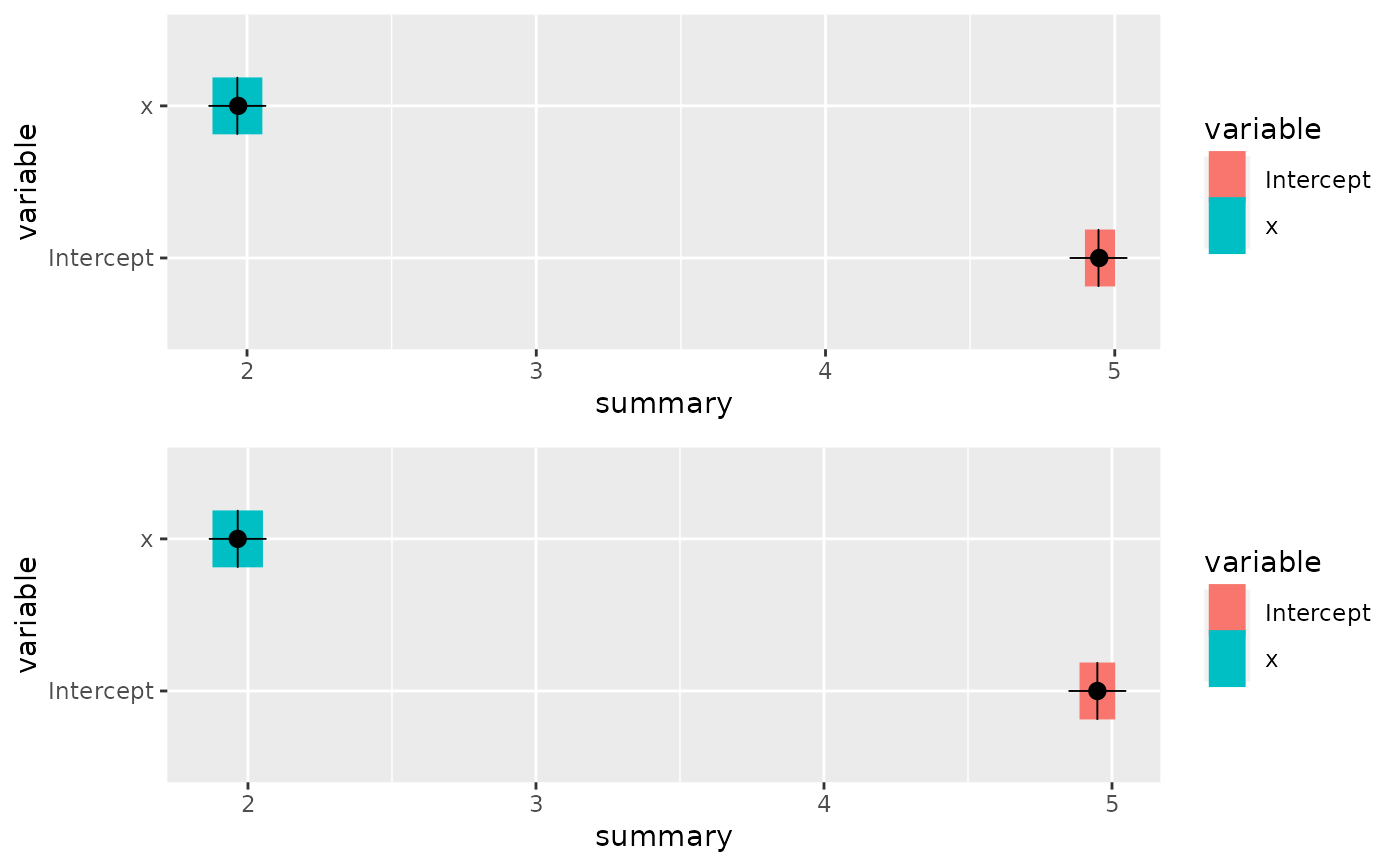 variable
x
Intercept
2 3 4 5
summary
variable
Intercept
x
variable
x
Intercept
2 3 4 5
summary
variable
Intercept
x